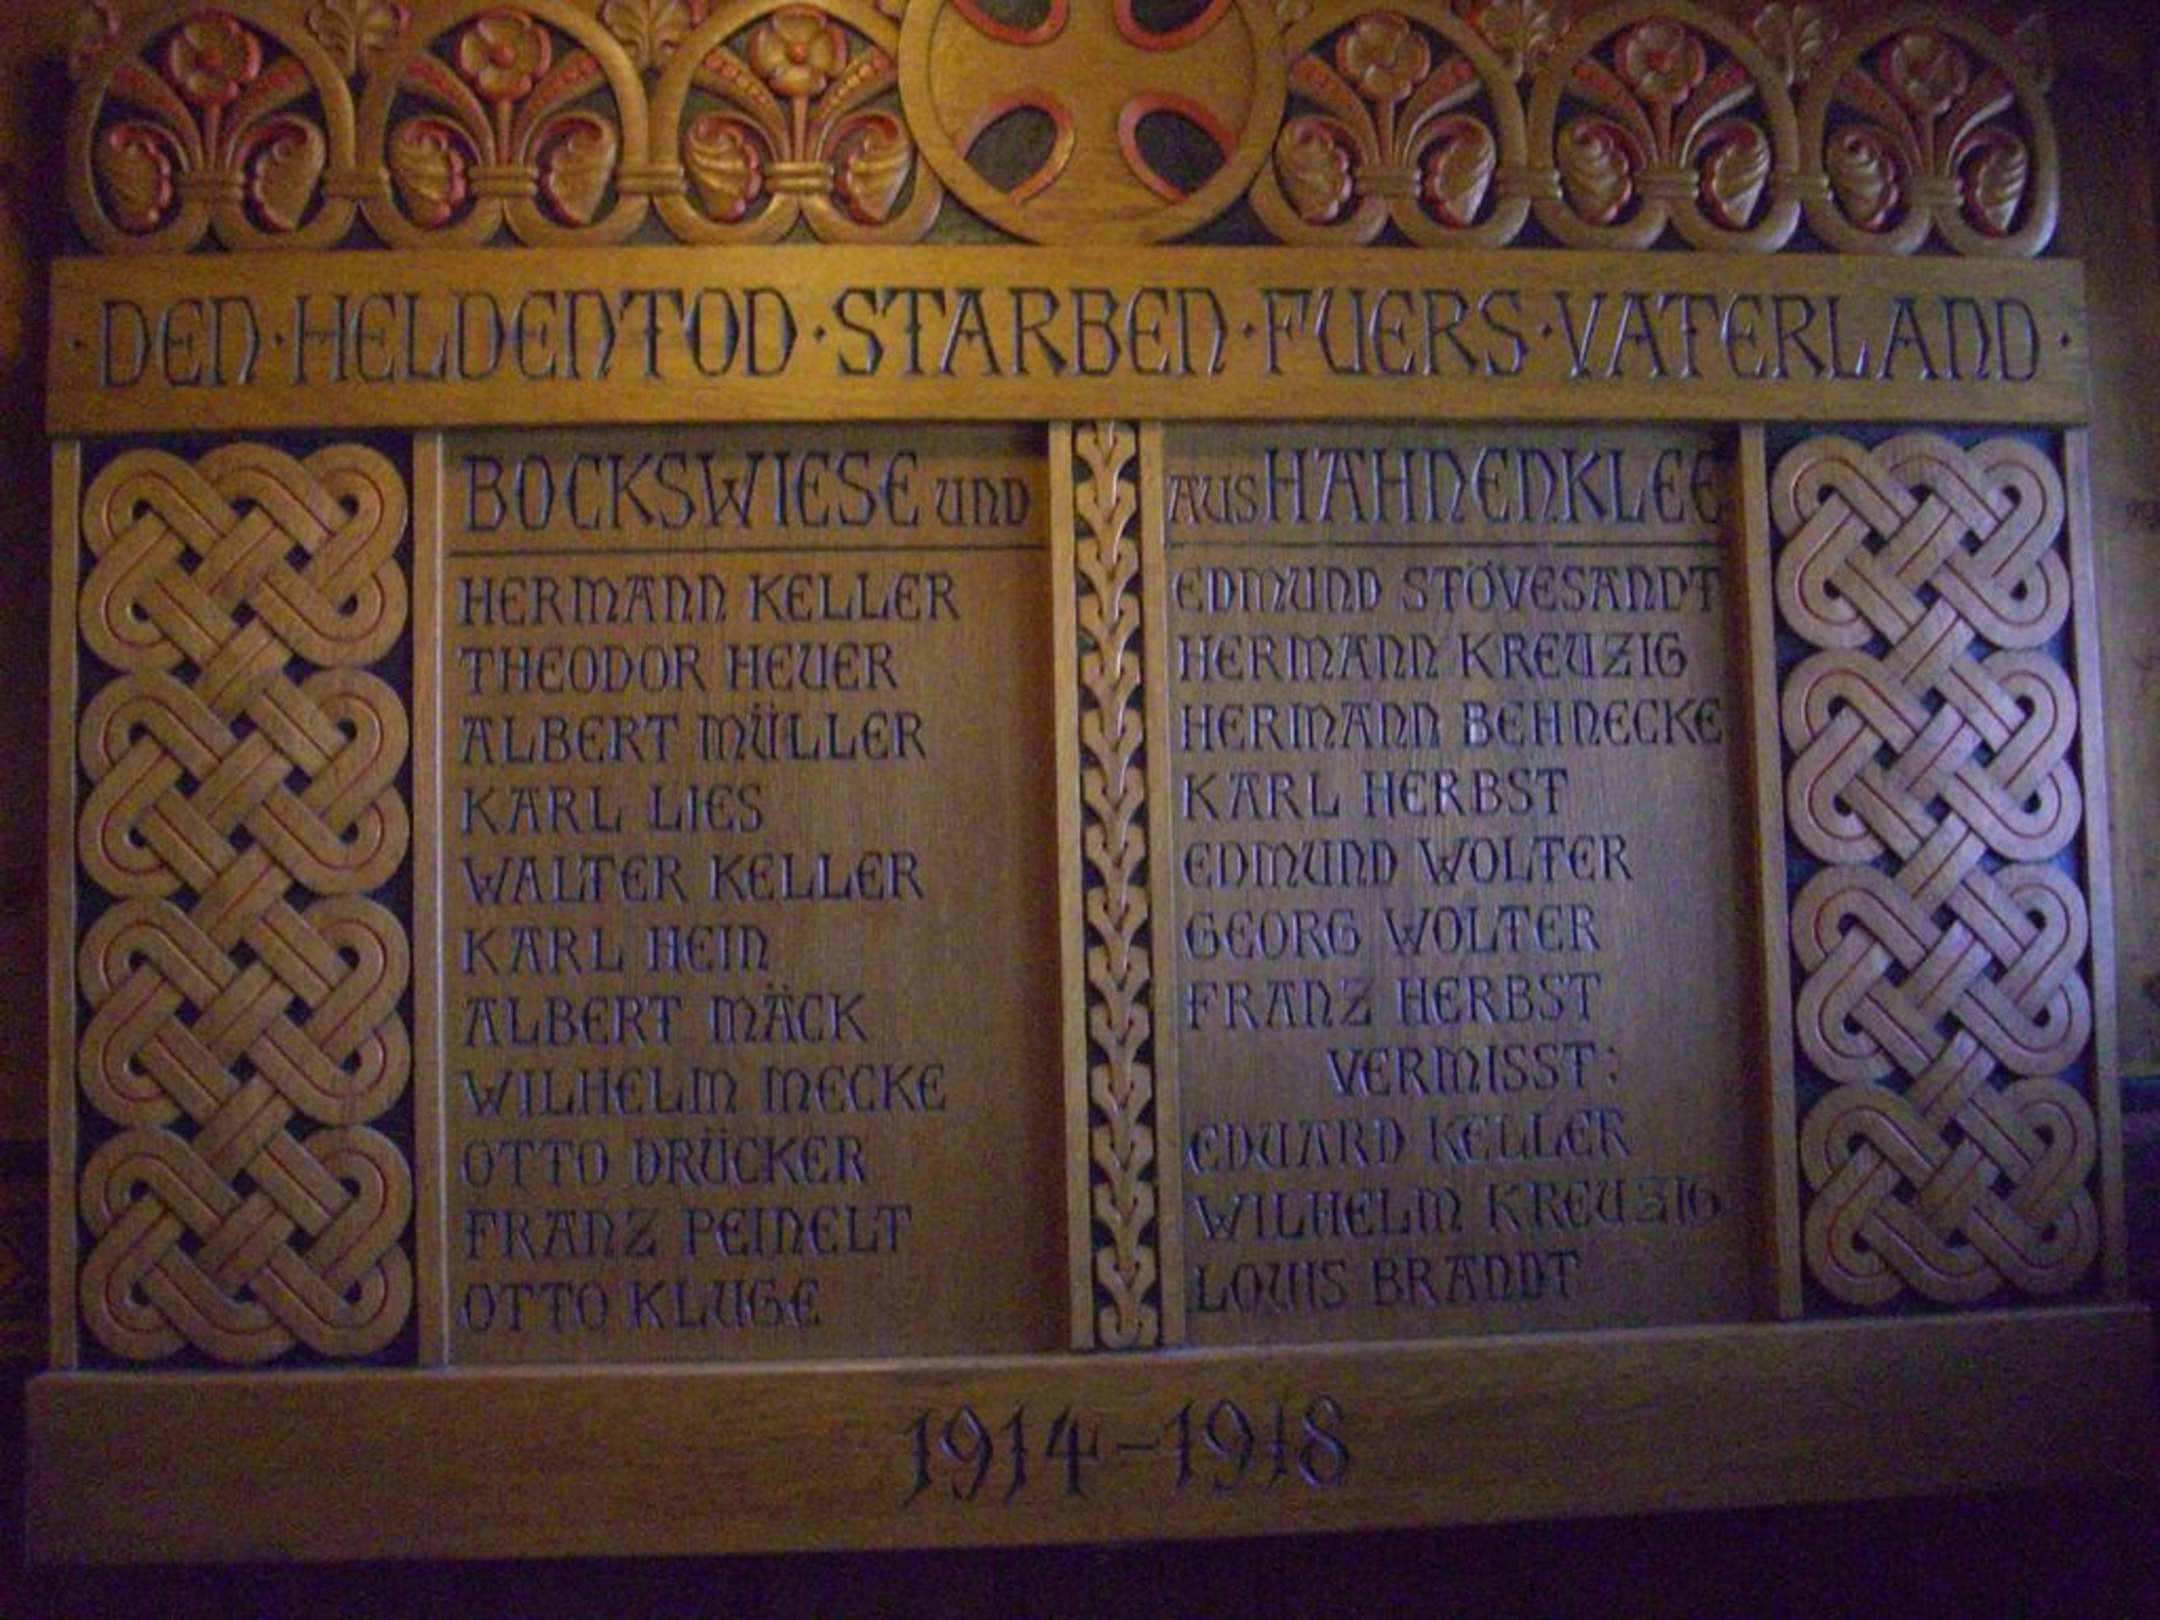 ·DEN·HELDENTOD·STARBEN·FUERS·VATERLAND·
BOCKSWIESE UND
HERMANN KELLER
THEODOR HEUER
ALBERT MÜLLER
KARL LIES
WALTER KELLER
KARL HEIN
ALBERT MÄCK
WILHELM MECKE
OTTO DRÜCKER
FRANZ PEINELT
OTTO KLUGE
AUS HAHNENKLEE
EDMUND STÖVESANDT
HERMANN KREUZIG
HERMANN BEHNECKE
KARL HERBST
EDMUND WOLTER
GEORG WOLTER
FRANZ HERBST
VERMISST:
EDUARD KELLER
WILHELM KREUZIG
LOUIS BRANDT
1914-1918